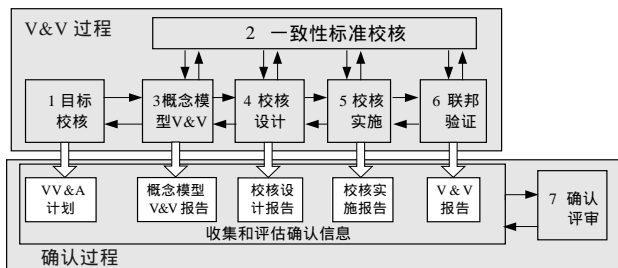 V&V 过程
2 一致性标准校核
1 目标
校核
3概念模
型V&V
4 校核
设计
5 校核
实施
6 联邦
验证
VV&A
计划
概念模型
V&V 报告
校核设
计报告
校核实
施报告
V&V
报告
7 确认
评审
收集和评估确认信息
确认过程